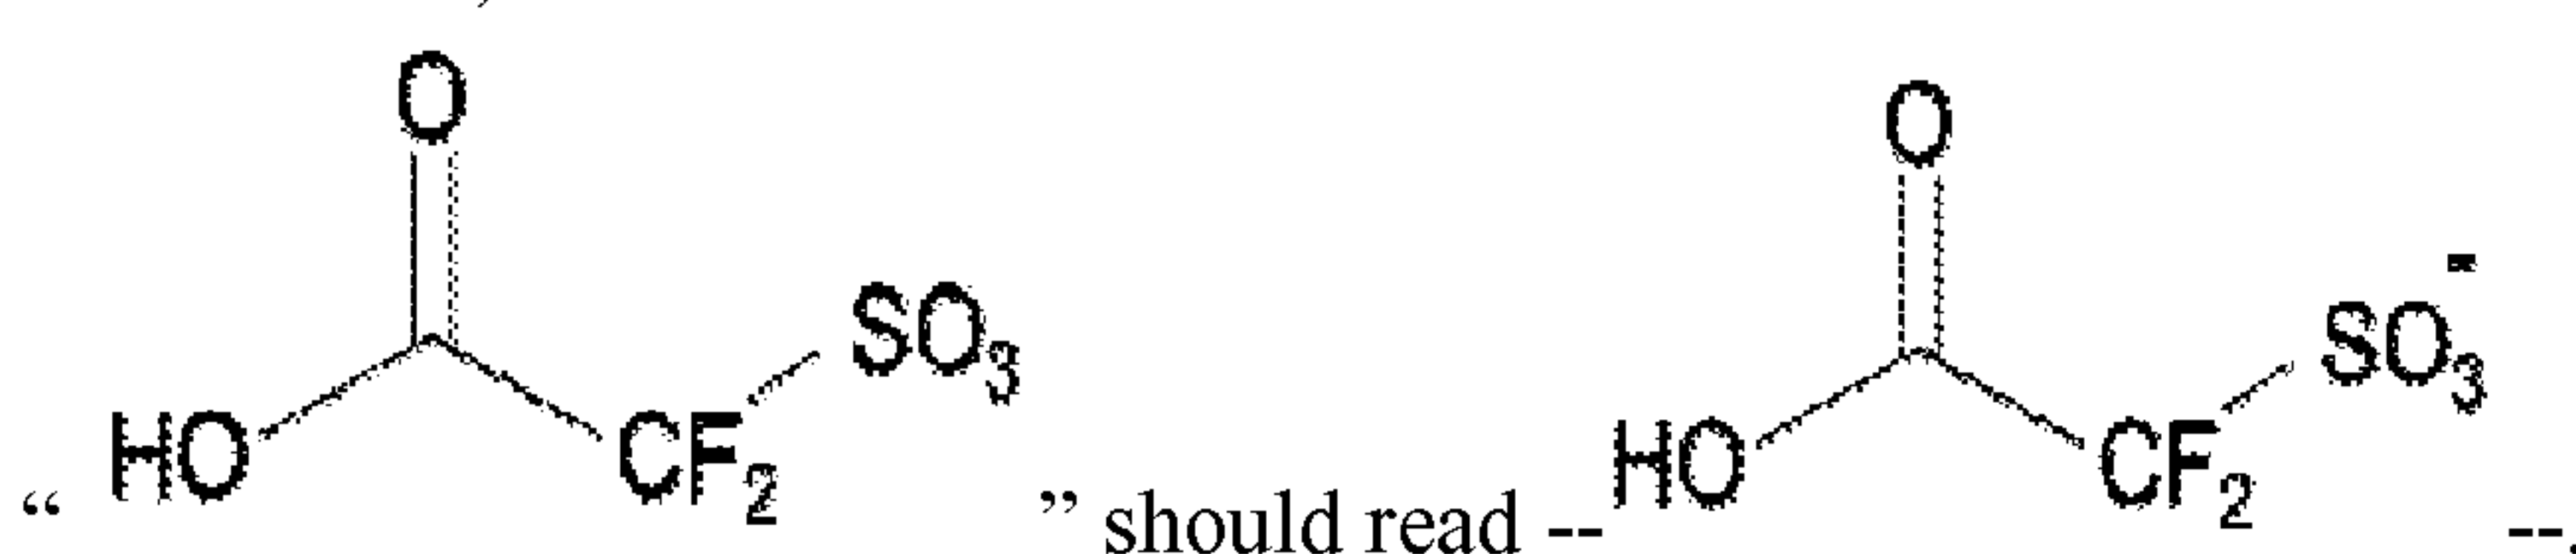 O O
SO3 SO3-
HO CF2 HO CF2
“ ” should read -- --.